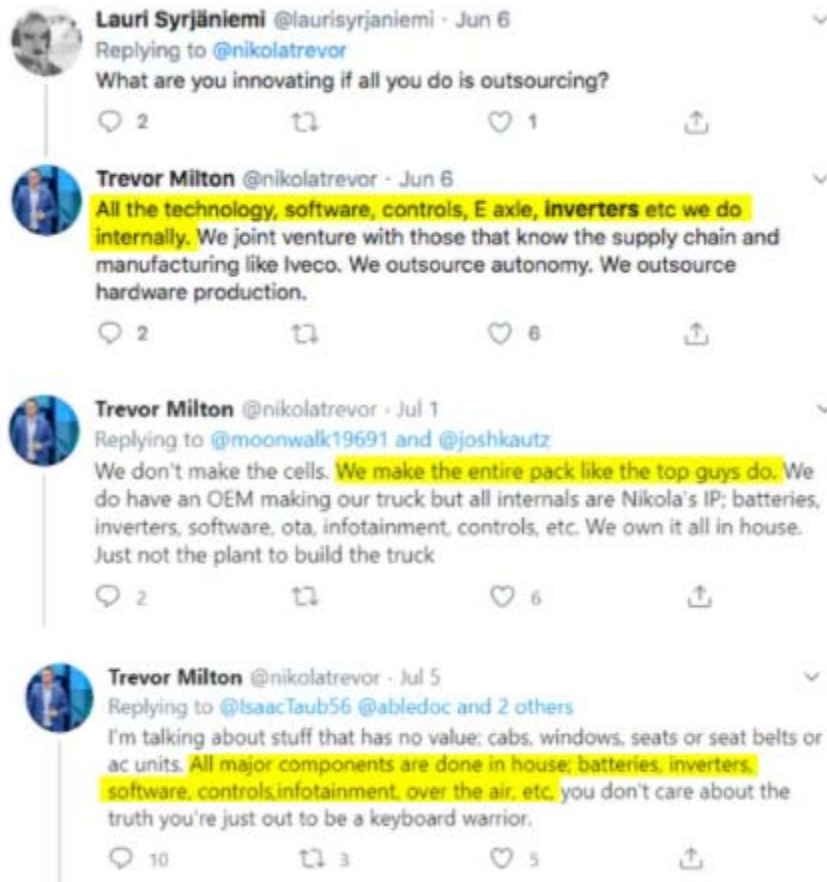 Lauri Syrjäniemi @laurisyrjaniemi · Jun 6
Replying to @nikolatrevor
What are you innovating if all you do is outsourcing?
2 1
Trevor Milton @nikolatrevor · Jun 6
All the technology, software, controls, E axle, inverters etc we do
internally. We joint venture with those that know the supply chain and
manufacturing like Iveco. We outsource autonomy. We outsource
hardware production.
2 6
Trevor Milton @nikolatrevor · Jul 1
Replying to @moonwalk19691 and @joshkautz
We don't make the cells. We make the entire pack like the top guys do. We
do have an OEM making our truck but all internals are Nikola's IP; batteries,
inverters, software, ota, infotainment, controls, etc. We own it all in house.
Just not the plant to build the truck
2 6
Trevor Milton @nikolatrevor · Jul 5
Replying to @IsaacTaub56 @abledoc and 2 others
I'm talking about stuff that has no value; cabs, windows, seats or seat belts or
ac units. All major components are done in house; batteries, inverters,
software, controls,infotainment, over the air, etc, you don't care about the
truth you're just out to be a keyboard warrior.
10 3 5